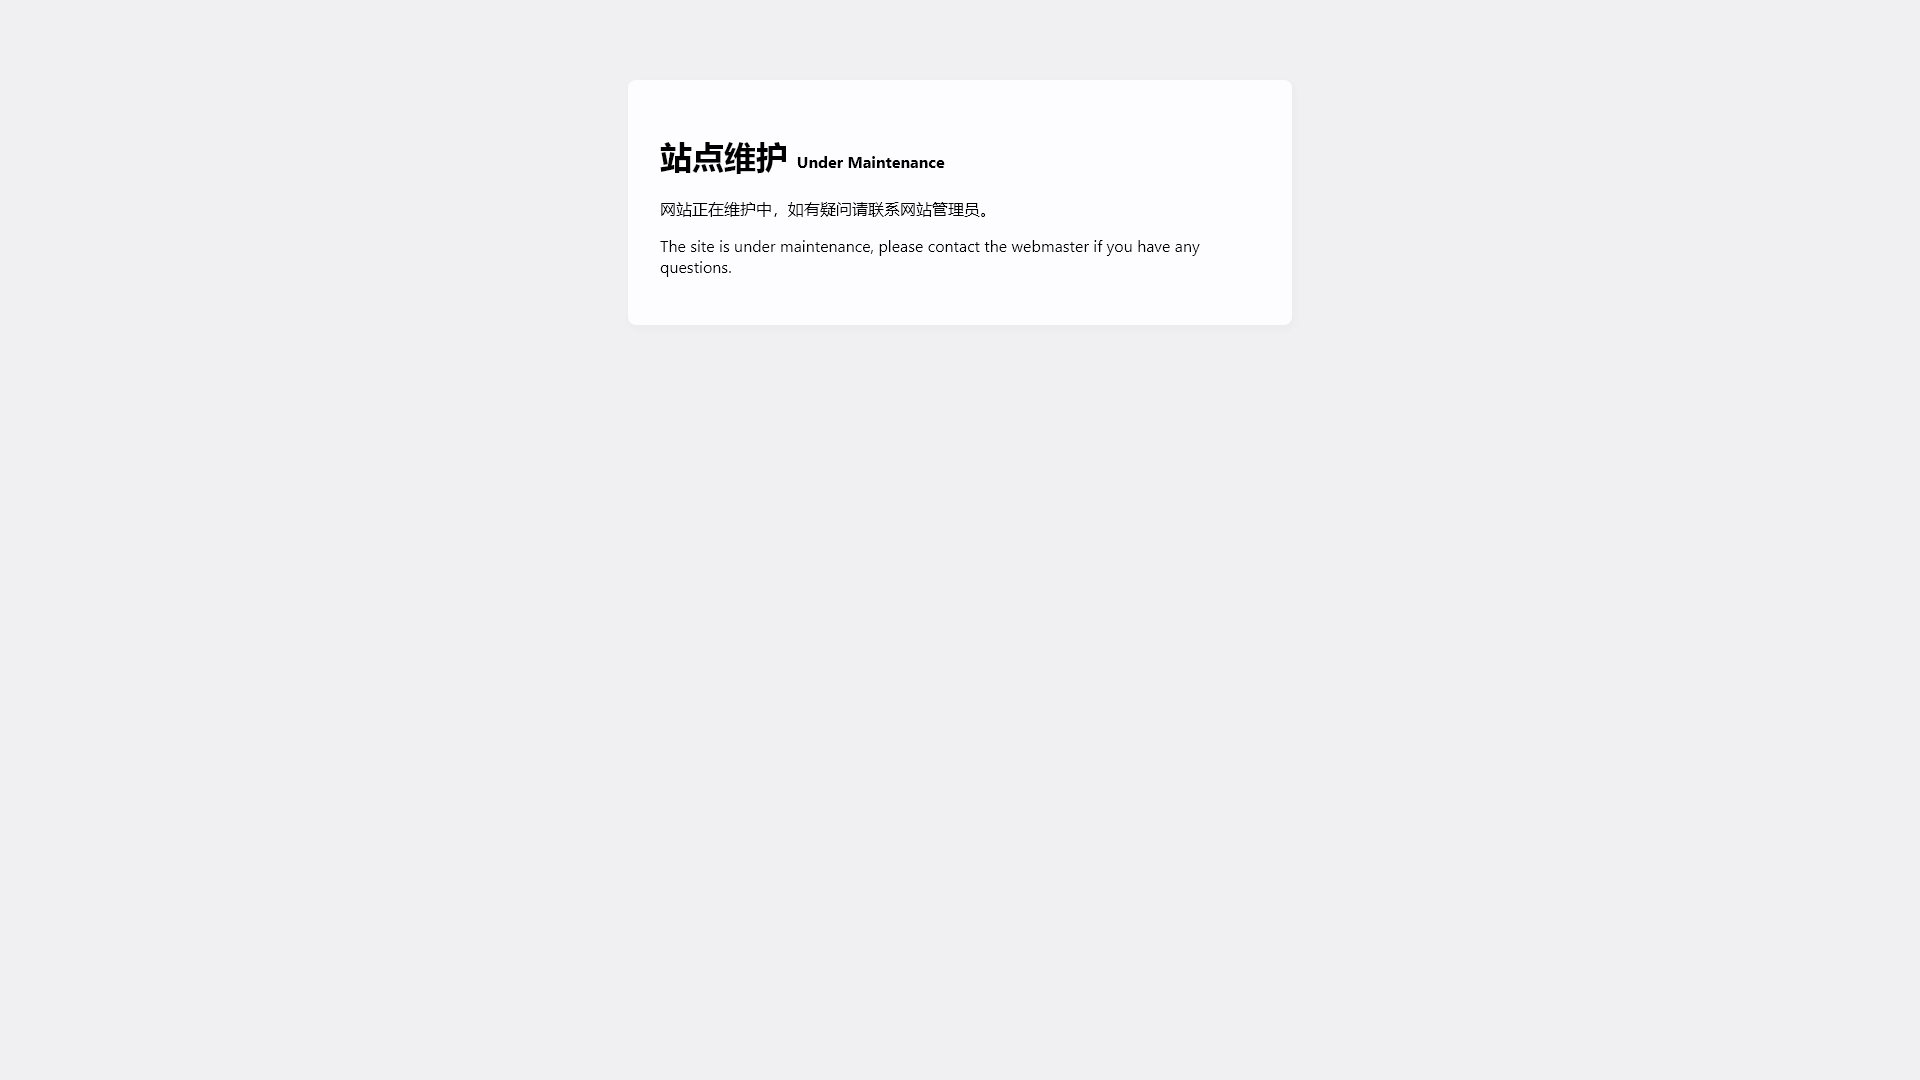 站点维护 Under Maintenance
网站正在维护中，如有疑问请联系网站管理员。
The site is under maintenance, please contact the webmaster if you have any
questions.